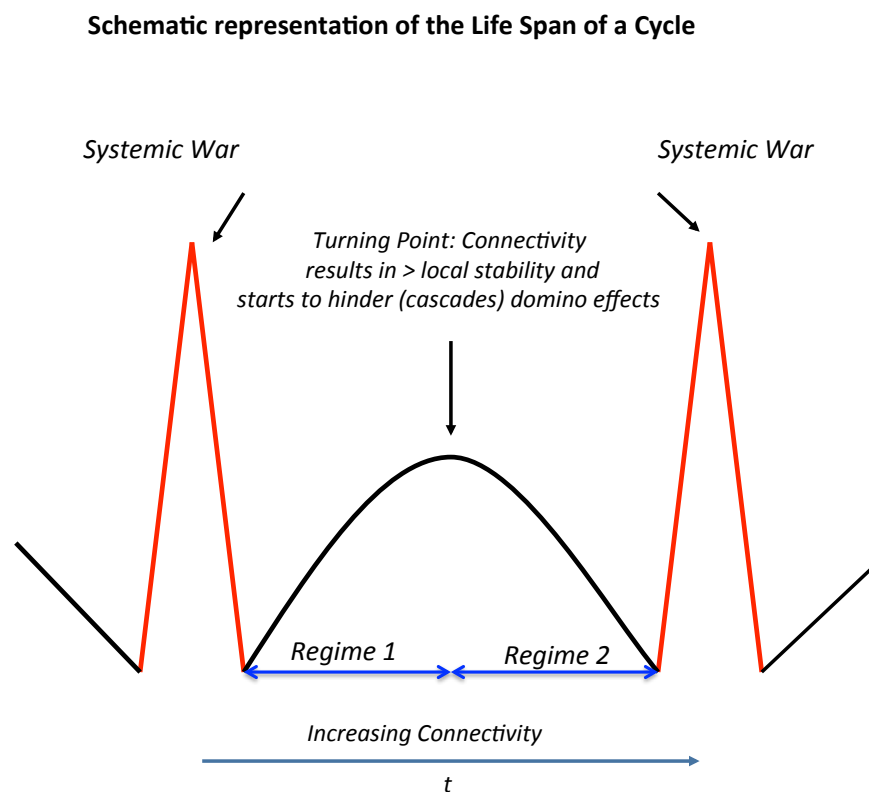 Schematic representation of the Life Span of a Cycle
Systemic War
Systemic War
Turning Point: Connectivity
results in > local stability and
starts to hinder (cascades) domino effects
Regime 1
Regime 2
Increasing Connectivity
t